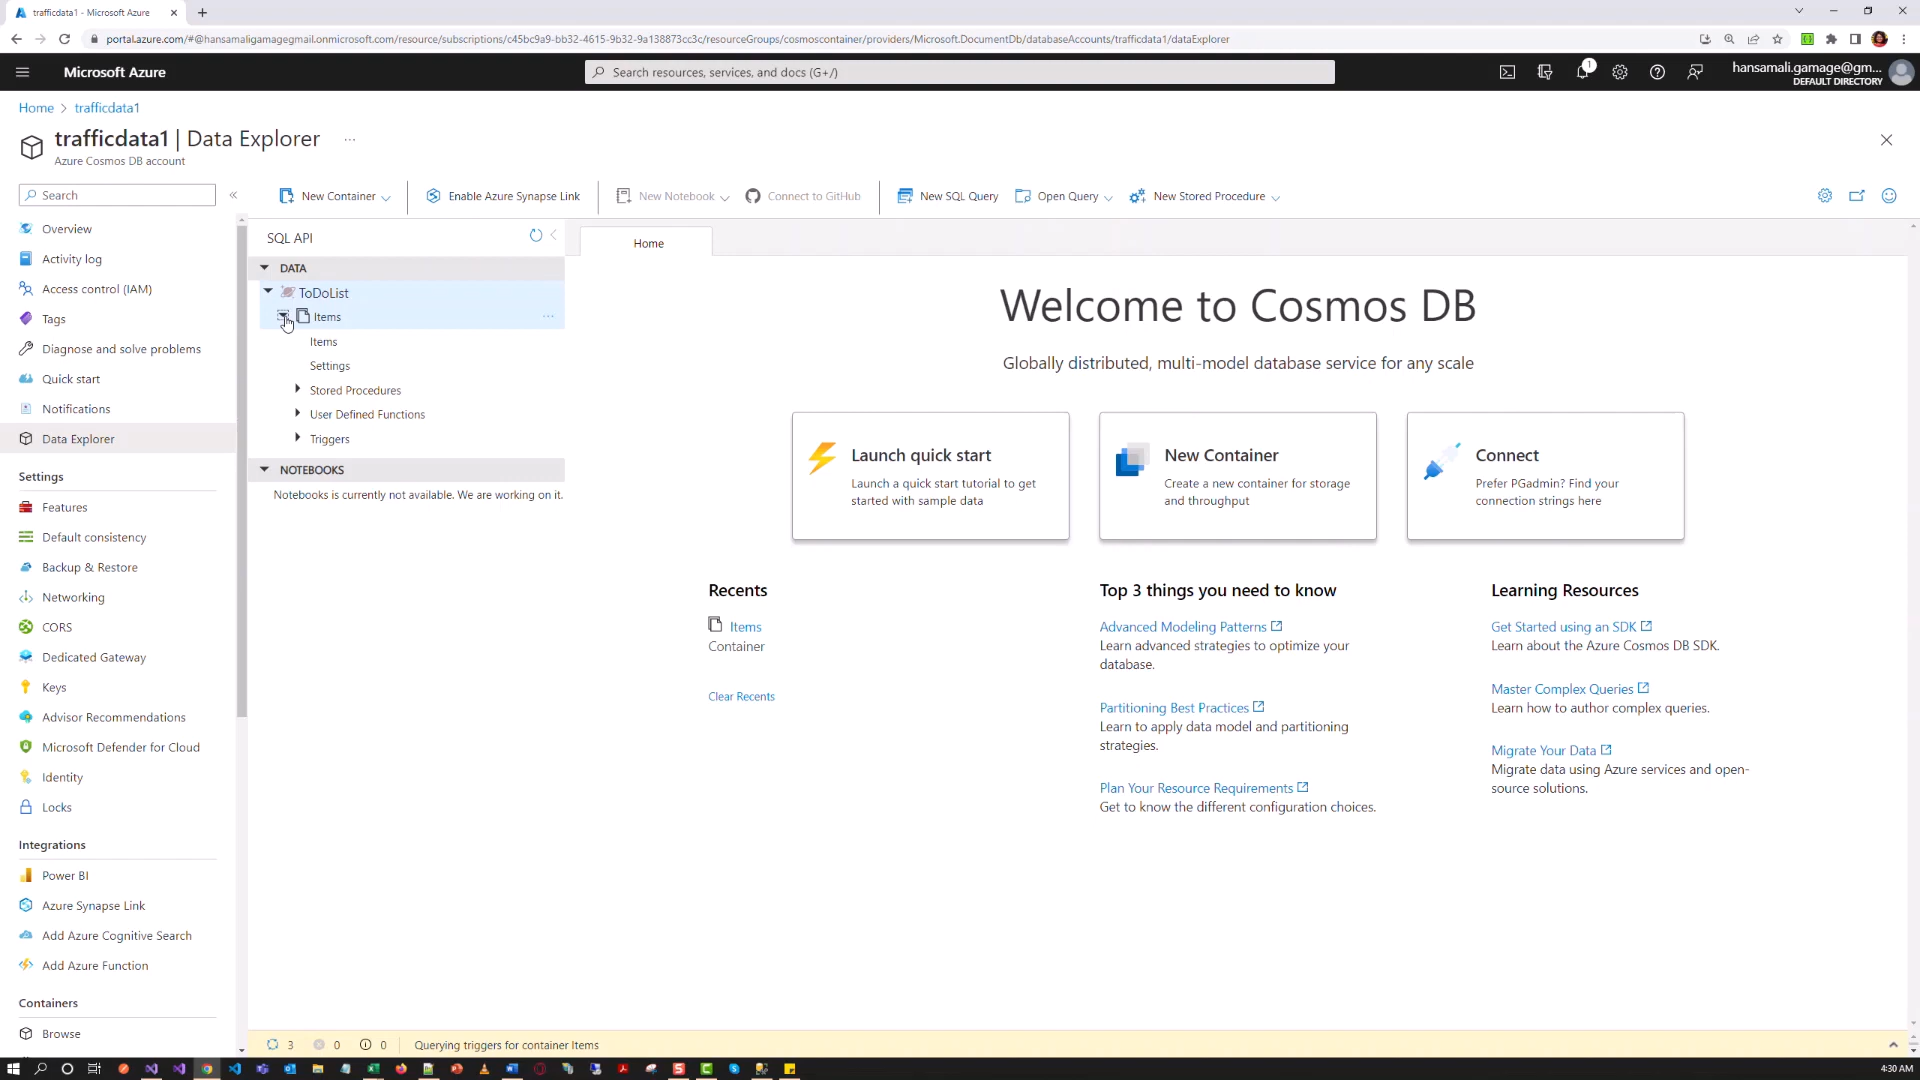 trafficdata1 - Microsoft Azure
portal.azure.com/#@hansamaligamagegmail.onmicrosoft.com/resource/subscriptions/c45bc9a9-bb32-4615-9b32-9a138873cc3c/resourceGroups/cosmoscontainer/providers/Microsoft.DocumentDb/databaseAccounts/trafficdata1/dataExplorer
Microsoft Azure
Search resources, services, and docs (G+/)
1
hansamali.gamage@gm...
DEFAULT DIRECTORY
Home > trafficdata1
trafficdata1 | Data Explorer ...
Azure Cosmos DB account
Search
New Container
Enable Azure Synapse Link
New Notebook
Connect to GitHub
New SQL Query
Open Query
New Stored Procedure
Overview
Activity log
Access control (IAM)
Tags
Diagnose and solve problems
Quick start
Notifications
Data Explorer
Settings
Features
Default consistency
Backup & Restore
Networking
CORS
Dedicated Gateway
Keys
Advisor Recommendations
Microsoft Defender for Cloud
Identity
Locks
Integrations
Power BI
Azure Synapse Link
Add Azure Cognitive Search
Add Azure Function
Containers
Browse
SQL API
DATA
ToDoList
Items ...
Items
Settings
Stored Procedures
User Defined Functions
Triggers
NOTEBOOKS
Notebooks is currently not available. We are working on it.
Home
Welcome to Cosmos DB
Globally distributed, multi-model database service for any scale
Launch quick start
Launch a quick start tutorial to get
started with sample data
New Container
Create a new container for storage
and throughput
Connect
Prefer PGadmin? Find your
connection strings here
Recents
Items
Container
Clear Recents
Top 3 things you need to know
Advanced Modeling Patterns
Learn advanced strategies to optimize your
database.
Partitioning Best Practices
Learn to apply data model and partitioning
strategies.
Plan Your Resource Requirements
Get to know the different configuration choices.
Learning Resources
Get Started using an SDK
Learn about the Azure Cosmos DB SDK.
Master Complex Queries
Learn how to author complex queries.
Migrate Your Data
Migrate data using Azure services and open-
source solutions.
3 0 0 Querying triggers for container Items
4:30 AM